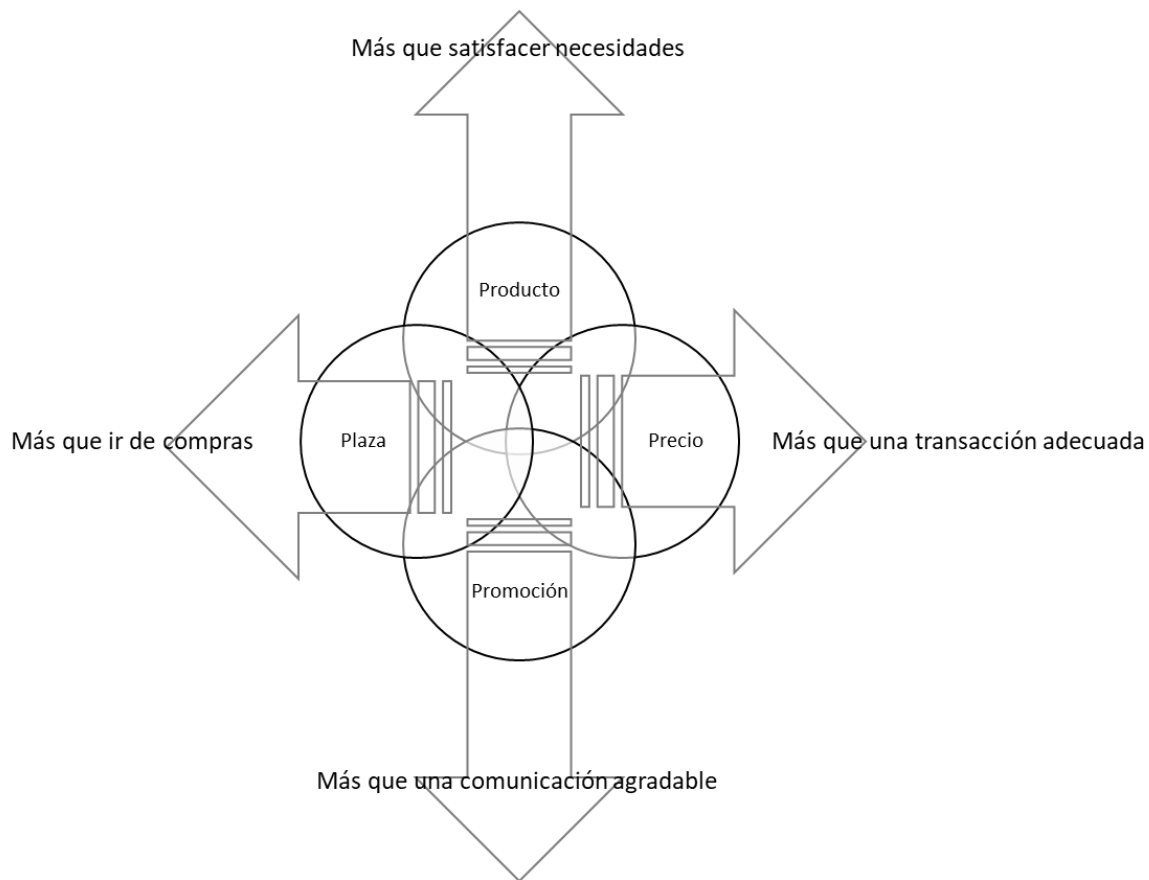 Más que satisfacer necesidades
Producto
Más que ir de compras
Plaza
Precio
Más que una transacción adecuada
Promoción
Más que una comunicación agradable